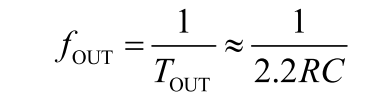 f_OUT = 1/T_OUT ≈ 1/2.2RC